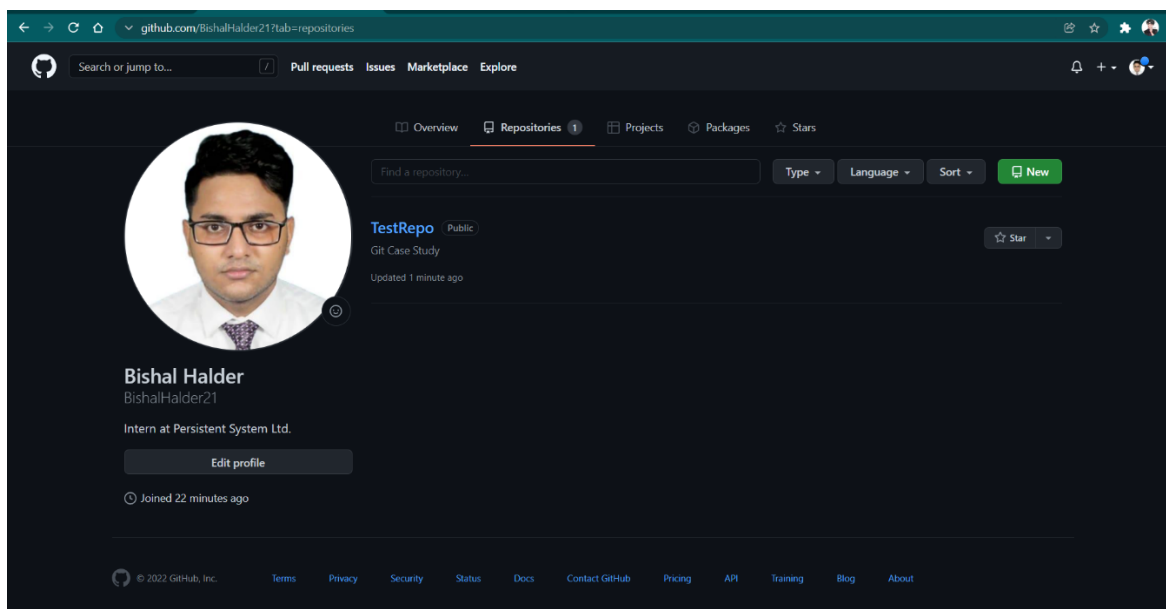 github.com/BishalHalder21?tab=repositories
Search or jump to... / Pull requests Issues Marketplace Explore
Overview Repositories 1 Projects Packages Stars
Find a repository... Type Language Sort New
TestRepo Public
Star
Git Case Study
Updated 1 minute ago
Bishal Halder
BishalHalder21
Intern at Persistent System Ltd.
Edit profile
Joined 22 minutes ago
© 2022 GitHub, Inc. Terms Privacy Security Status Docs Contact GitHub Pricing API Training Blog About